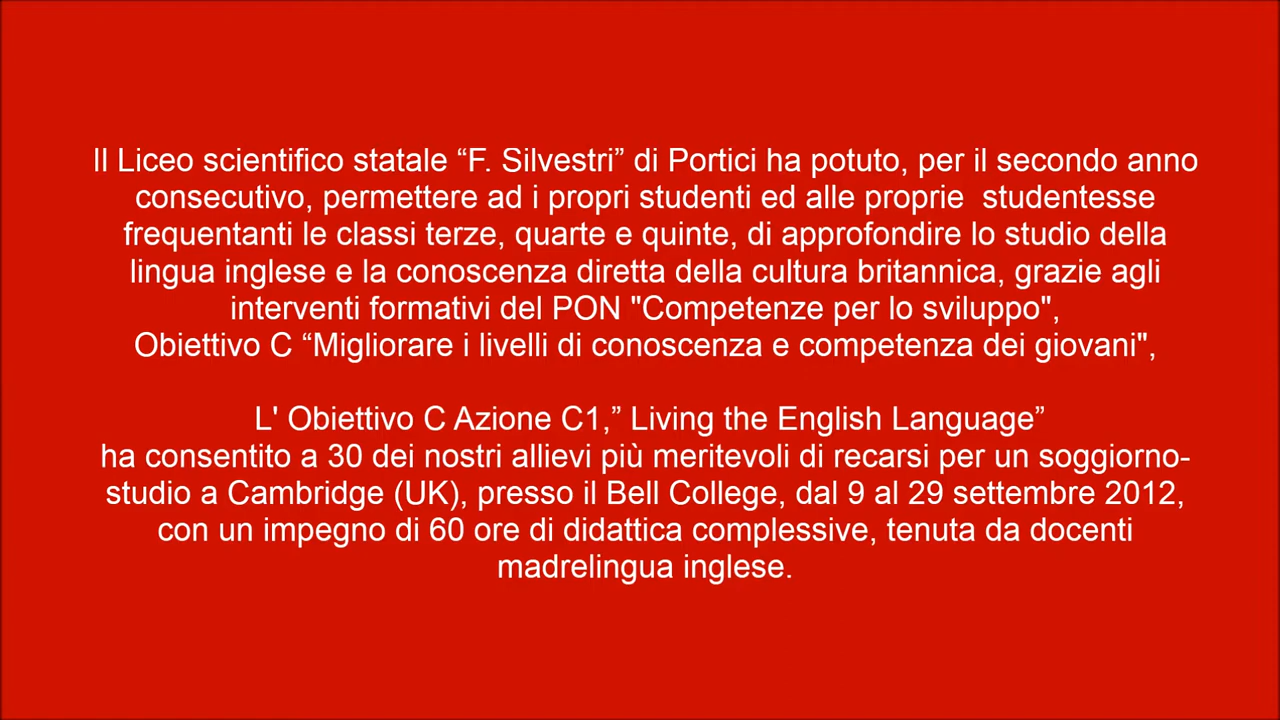 Il Liceo scientifico statale “F. Silvestri” di Portici ha potuto, per il secondo anno
consecutivo, permettere ad i propri studenti ed alle proprie  studentesse
frequentanti le classi terze, quarte e quinte, di approfondire lo studio della
lingua inglese e la conoscenza diretta della cultura britannica, grazie agli
interventi formativi del PON "Competenze per lo sviluppo",
Obiettivo C “Migliorare i livelli di conoscenza e competenza dei giovani",
L' Obiettivo C Azione C1,” Living the English Language”
ha consentito a 30 dei nostri allievi più meritevoli di recarsi per un soggiorno-
studio a Cambridge (UK), presso il Bell College, dal 9 al 29 settembre 2012,
con un impegno di 60 ore di didattica complessive, tenuta da docenti
madrelingua inglese.